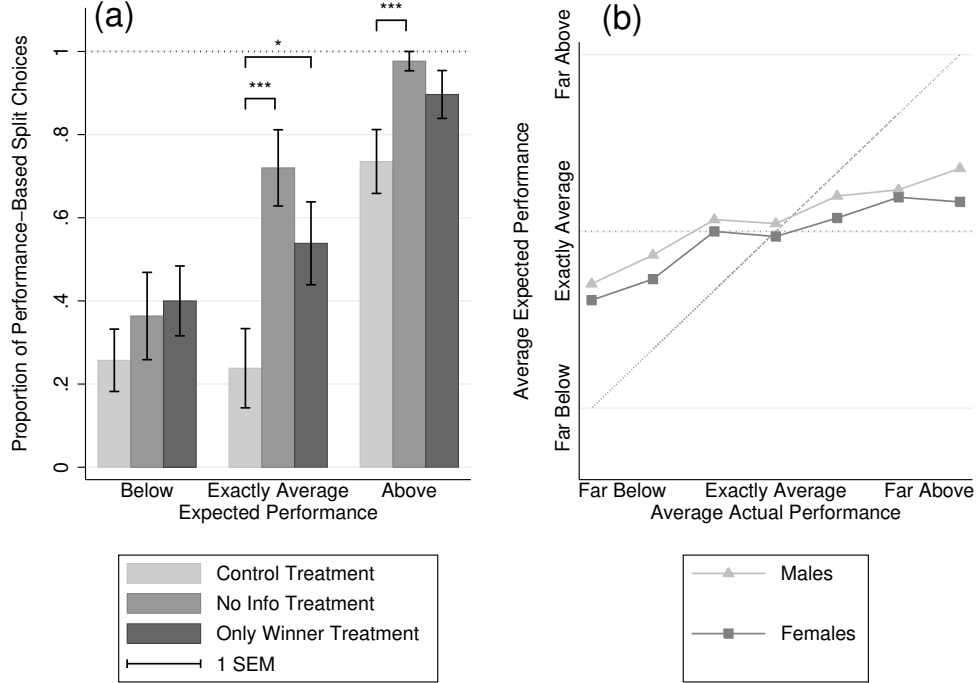 (a)
Proportion of Performance−Based Split Choices
1
.8
.6
.4
.2
0
***
*
***
Below
Exactly Average
Above
Expected Performance
Control Treatment
No Info Treatment
Only Winner Treatment
1 SEM
(b)
Average Expected Performance
Far Above
Exactly Average
Far Below
Far Below
Exactly Average
Far Above
Average Actual Performance
Males
Females